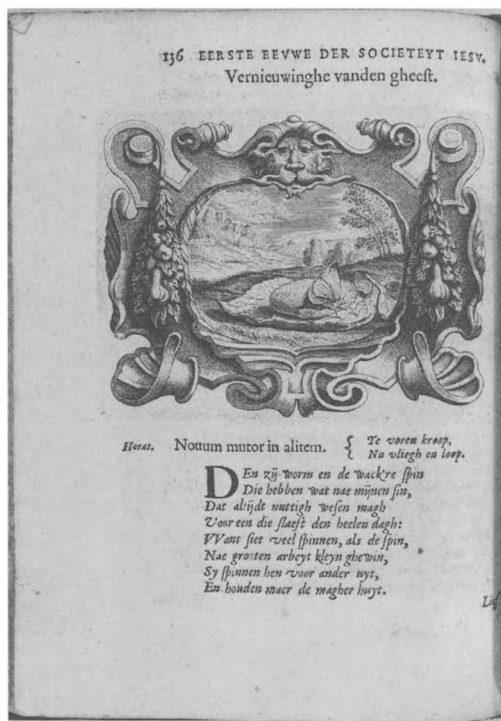 136 EERSTE EEVWE DER SOCIETEYT IESV.
Vernieuwinghe vanden gheest.
Horat. Nouum mutor in alitem. { Te voren kroop,
Nu vliegh en loop.
DEn zij-worm en de wack're spin
Die hebben wat nae mijnen sin,
Dat altijdt nuttigh wesen magh
Voor een die slaeft den heelen dagh:
VVant siet veel spinnen, als de spin,
Nae grooten arbeyt kleyn ghewin,
Sy spinnen hen voor ander uyt,
En houden maer de magher huyt.